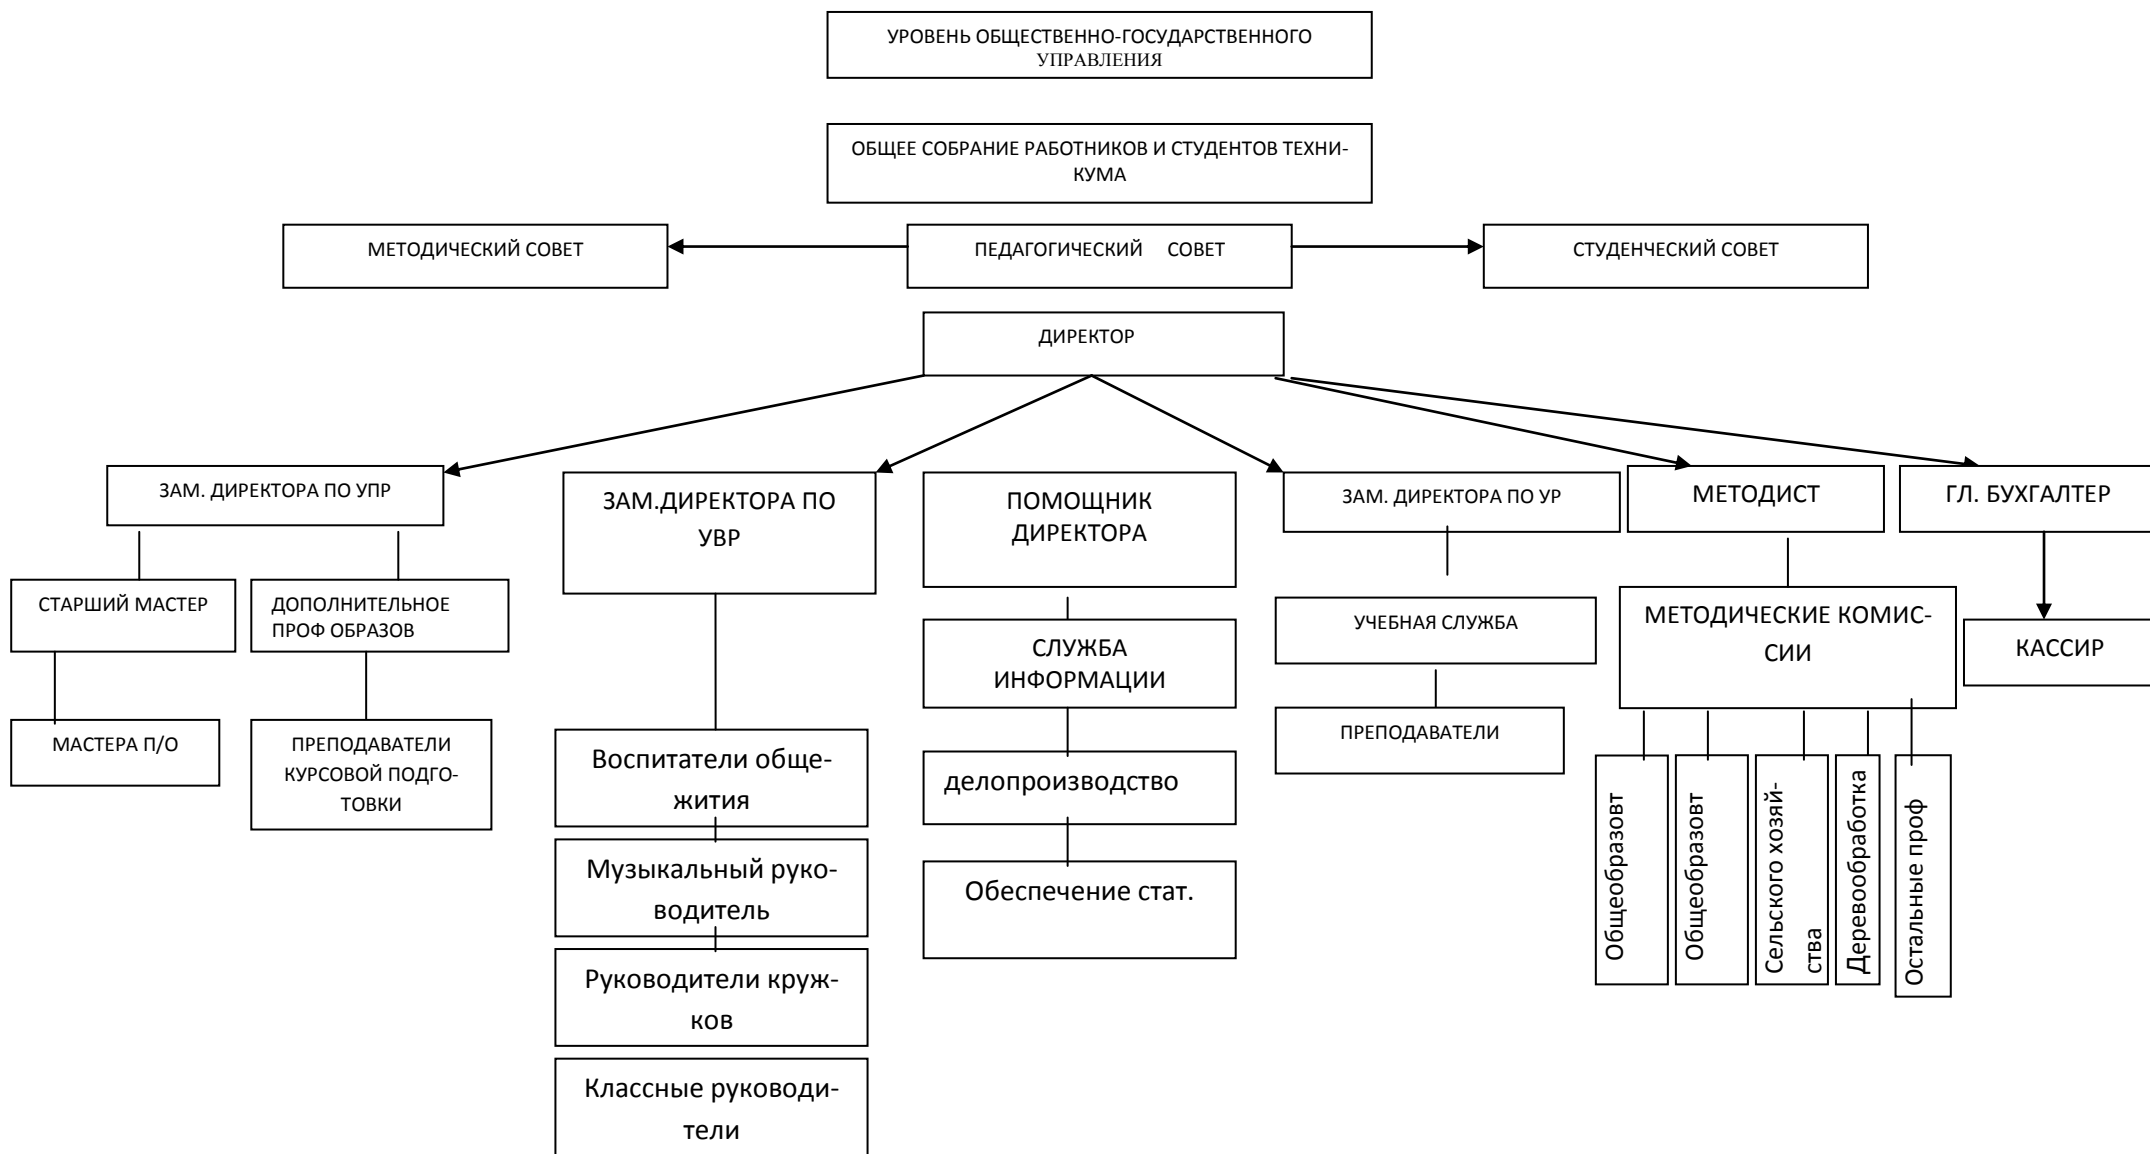 УРОВЕНЬ ОБЩЕСТВЕННО-ГОСУДАРСТВЕННОГО
УПРАВЛЕНИЯ
ОБЩЕЕ СОБРАНИЕ РАБОТНИКОВ И СТУДЕНТОВ ТЕХНИ-
КУМА
МЕТОДИЧЕСКИЙ СОВЕТ
ПЕДАГОГИЧЕСКИЙ СОВЕТ
СТУДЕНЧЕСКИЙ СОВЕТ
ДИРЕКТОР
ЗАМ. ДИРЕКТОРА ПО УПР
ЗАМ.ДИРЕКТОРА ПО
УВР
ПОМОЩНИК
ДИРЕКТОРА
ЗАМ. ДИРЕКТОРА ПО УР
МЕТОДИСТ
ГЛ. БУХГАЛТЕР
СТАРШИЙ МАСТЕР
ДОПОЛНИТЕЛЬНОЕ
ПРОФ ОБРАЗОВ
СЛУЖБА
ИНФОРМАЦИИ
УЧЕБНАЯ СЛУЖБА
МЕТОДИЧЕСКИЕ КОМИС-
СИИ
КАССИР
МАСТЕРА П/О
ПРЕПОДАВАТЕЛИ
КУРСОВОЙ ПОДГО-
ТОВКИ
Воспитатели обще-
жития
делопроизводство
ПРЕПОДАВАТЕЛИ
Общеобразовт
Общеобразовт
Сельского хозяй-
ства
Деревообработка
Остальные проф
Музыкальный руко-
водитель
Обеспечение стат.
Руководители круж-
ков
Классные руководи-
тели